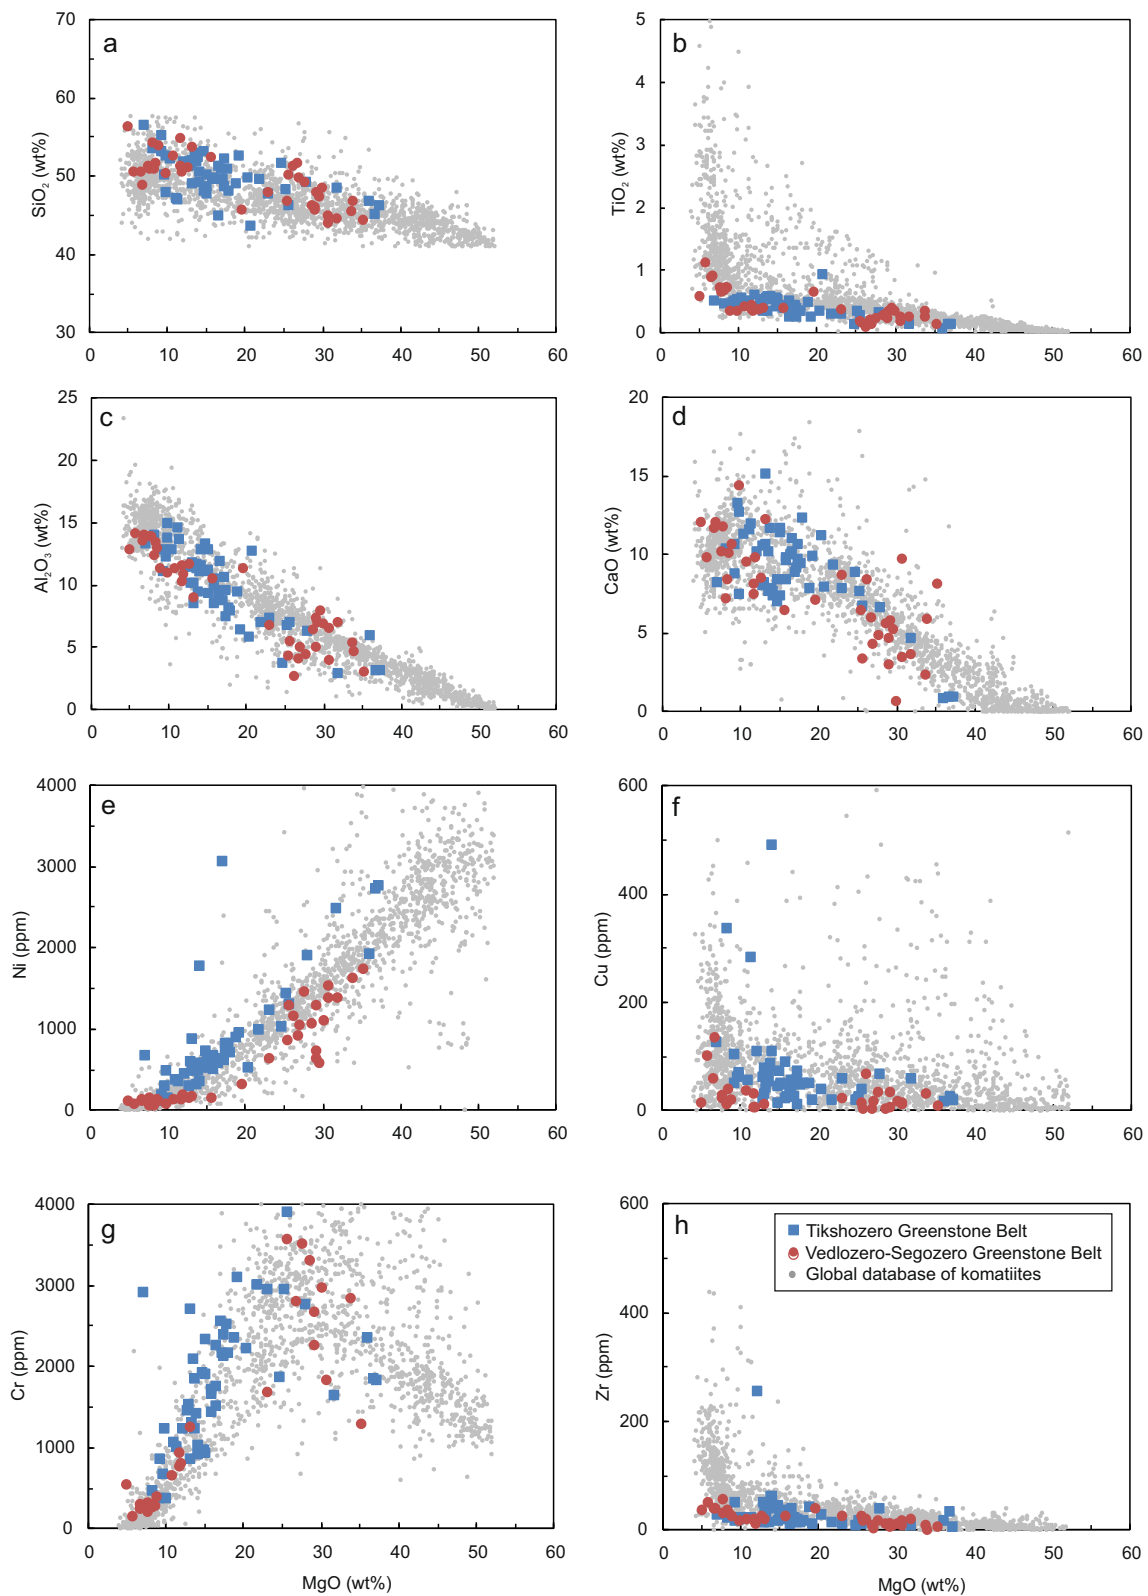 a
SiO₂ (wt%)
70
60
50
40
30
0 10 20 30 40 50 60
b
TiO₂ (wt%)
5
4
3
2
1
0
0 10 20 30 40 50 60
c
Al₂O₃ (wt%)
25
20
15
10
5
0
0 10 20 30 40 50 60
d
CaO (wt%)
20
15
10
5
0
0 10 20 30 40 50 60
e
Ni (ppm)
4000
3000
2000
1000
0
0 10 20 30 40 50 60
f
Cu (ppm)
600
400
200
0
0 10 20 30 40 50 60
g
Cr (ppm)
4000
3000
2000
1000
0
0 10 20 30 40 50 60
MgO (wt%)
h
Zr (ppm)
600
400
200
0
Tikshozero Greenstone Belt
Vedlozero-Segozero Greenstone Belt
Global database of komatiites
0 10 20 30 40 50 60
MgO (wt%)